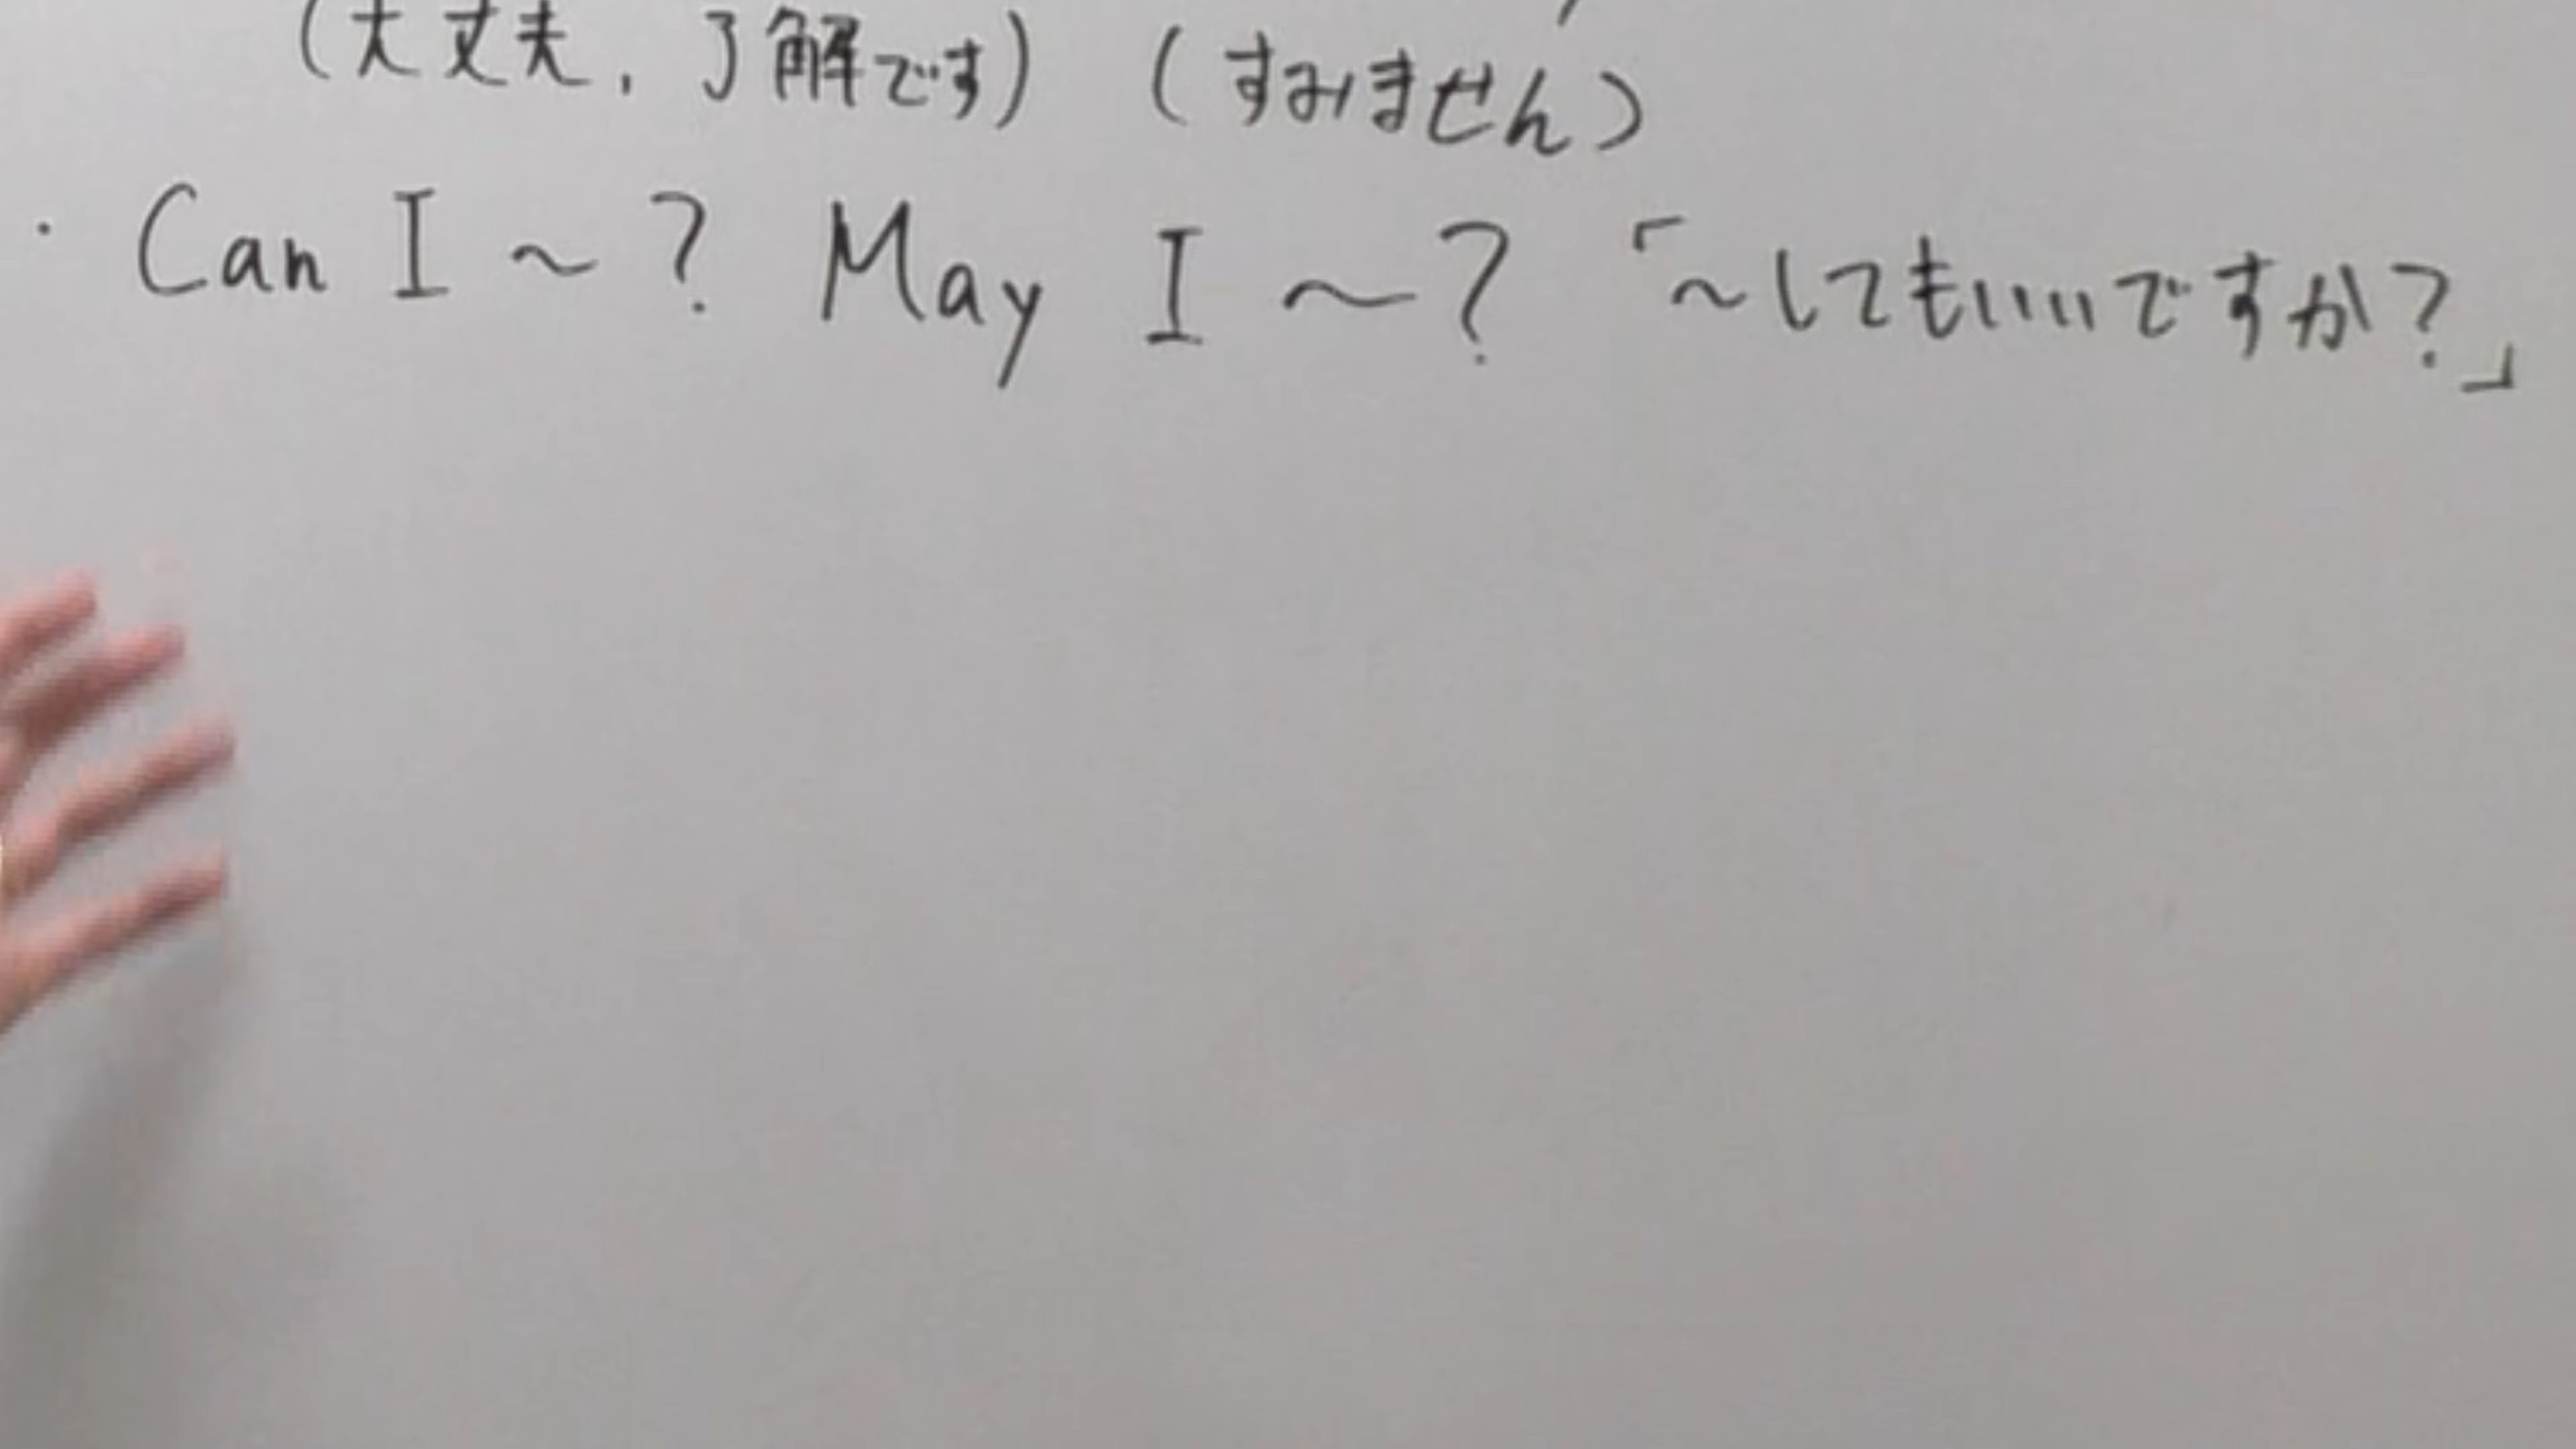 (大丈夫, 了解です) (すみません)
・ Can I ~ ? May I ~ ? 「~してもいいですか?」